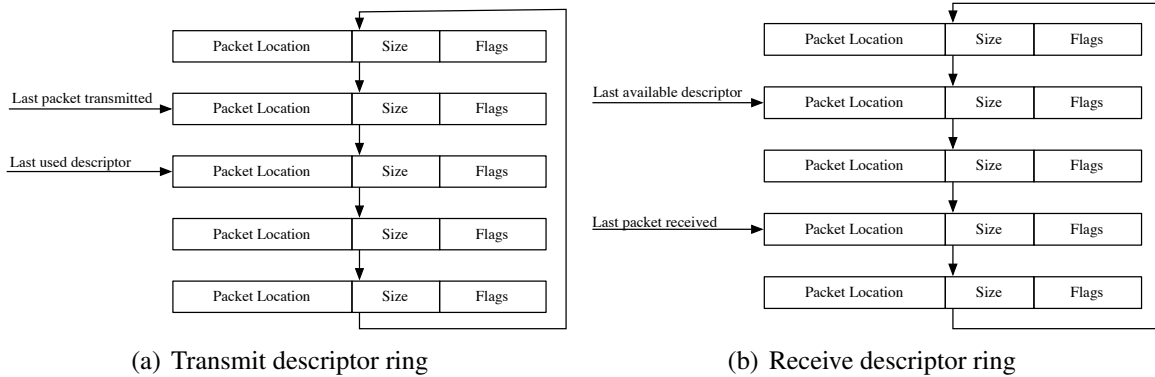 Packet Location Size Flags
Last packet transmitted
Packet Location Size Flags
Last used descriptor
Packet Location Size Flags
Packet Location Size Flags
Packet Location Size Flags
(a) Transmit descriptor ring
Packet Location Size Flags
Last available descriptor
Packet Location Size Flags
Packet Location Size Flags
Last packet received
Packet Location Size Flags
Packet Location Size Flags
(b) Receive descriptor ring